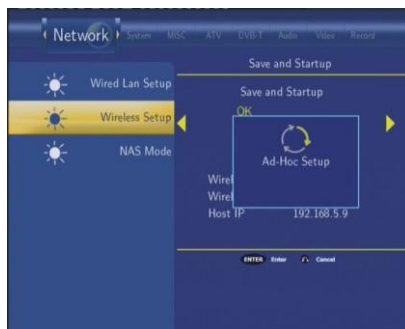 Network System MISC ATV DVB-T Audio Video Record
Save and Startup
Wired Lan Setup
Save and Startup
OK
Wireless Setup
Ad-Hoc Setup
NAS Mode
Wirel
Wirel
Host IP 192.168.5.9
ENTER Enter Cancel